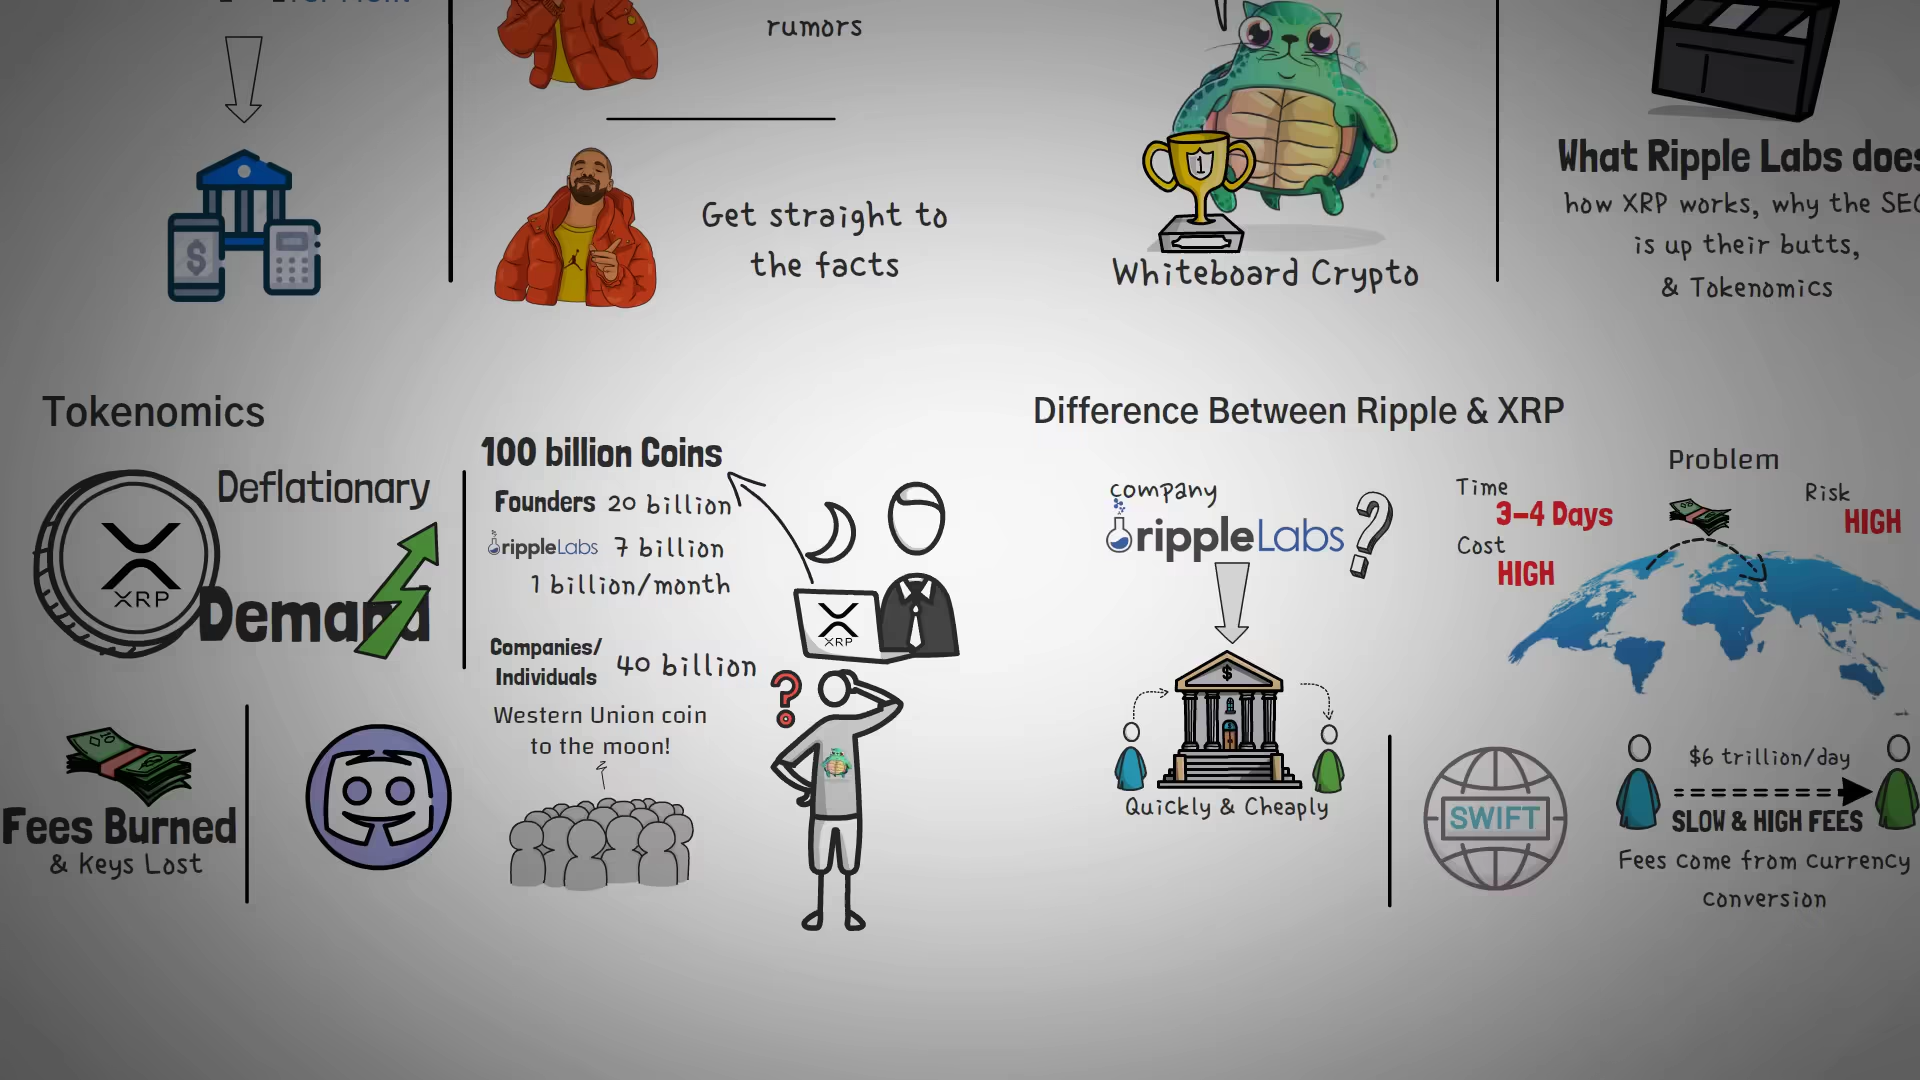 rumors
Get straight to
the facts
1
Whiteboard Crypto
What Ripple Labs does
how XRP works, why the SEC
is up their butts,
& Tokenomics
$
Tokenomics
Deflationary
XRP
Demand
100 billion Coins
Founders 20 billion
rippleLabs 7 billion
1 billion/month
XRP
Companies/
Individuals 40 billion
Western Union coin
to the moon!
Fees Burned
& Keys Lost
Difference Between Ripple & XRP
company
rippleLabs
$
Quickly & Cheaply
Problem
Time
3-4 Days
Cost
HIGH
Risk
HIGH
SWIFT
$6 trillion/day
SLOW & HIGH FEES
Fees come from currency
conversion